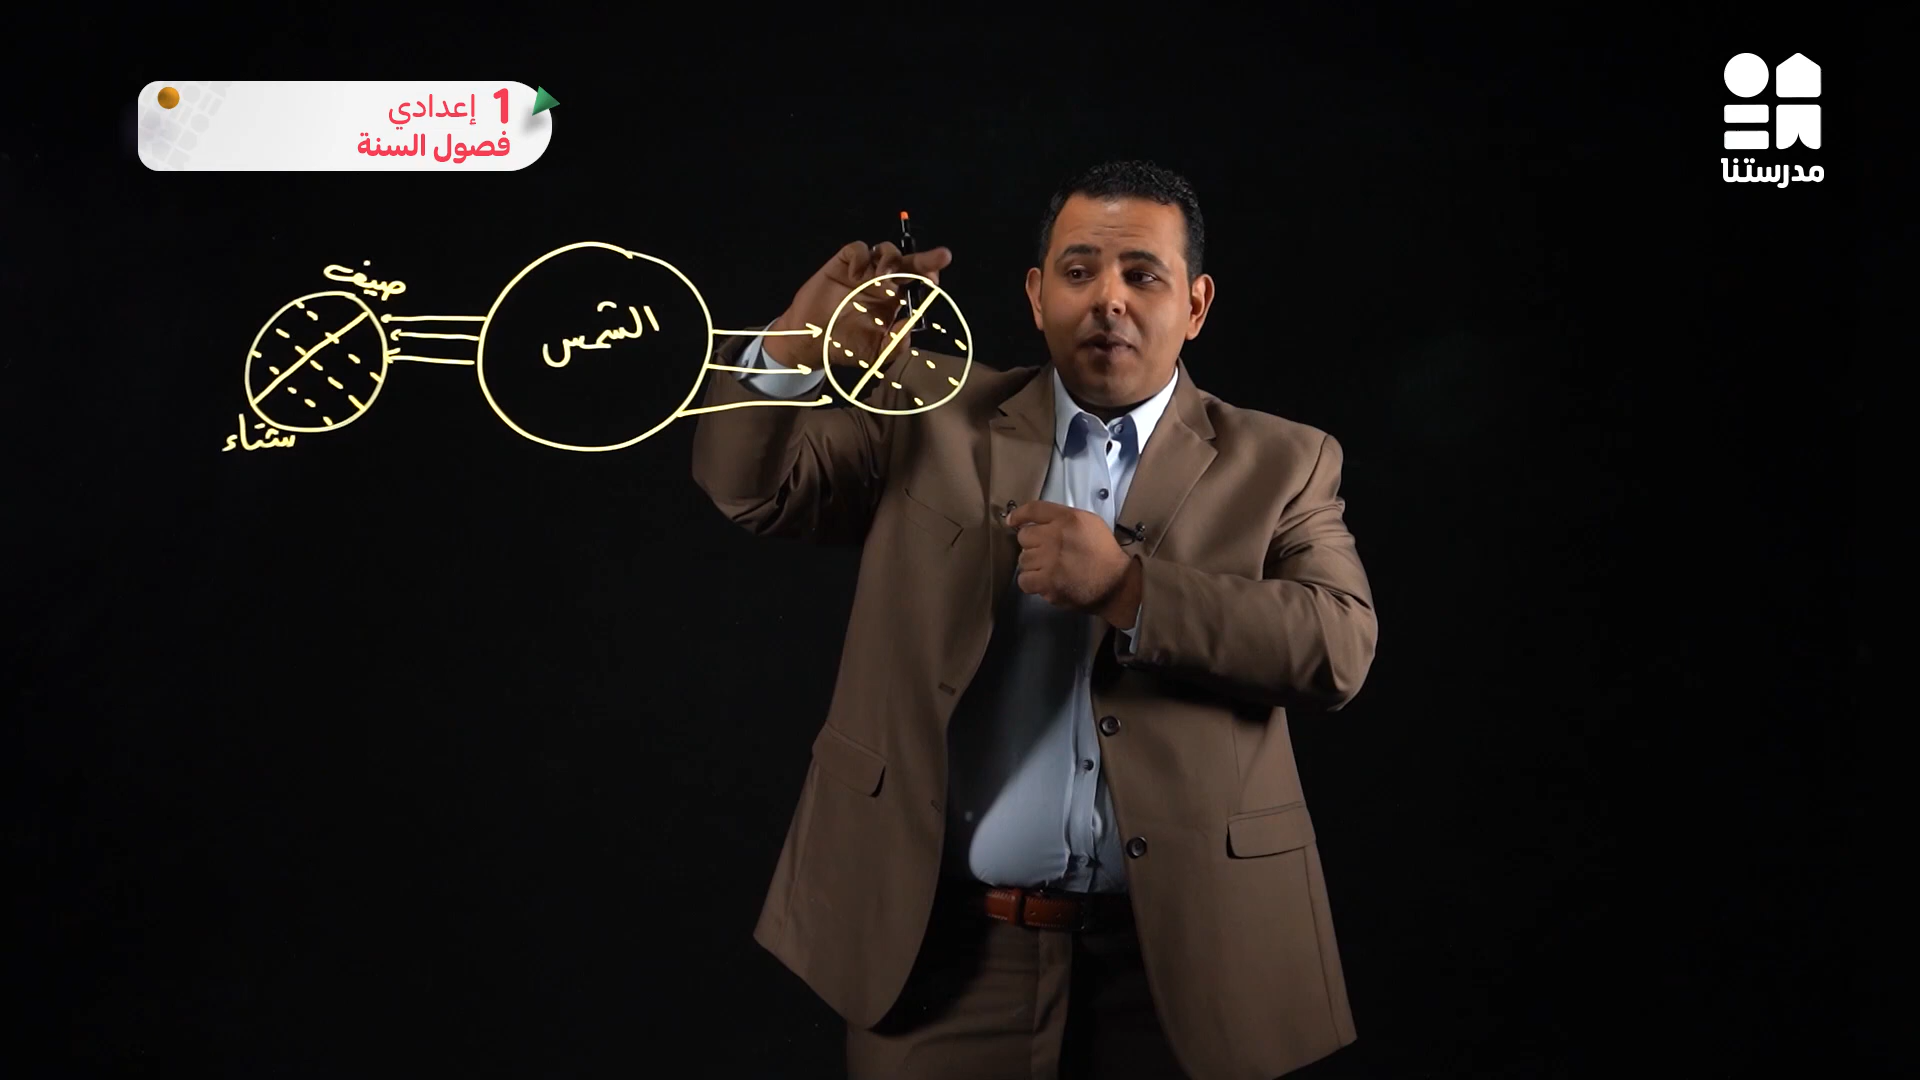 1 إعدادي
فصول السنة
مدرستنا
صيف
الشمس
شتاء